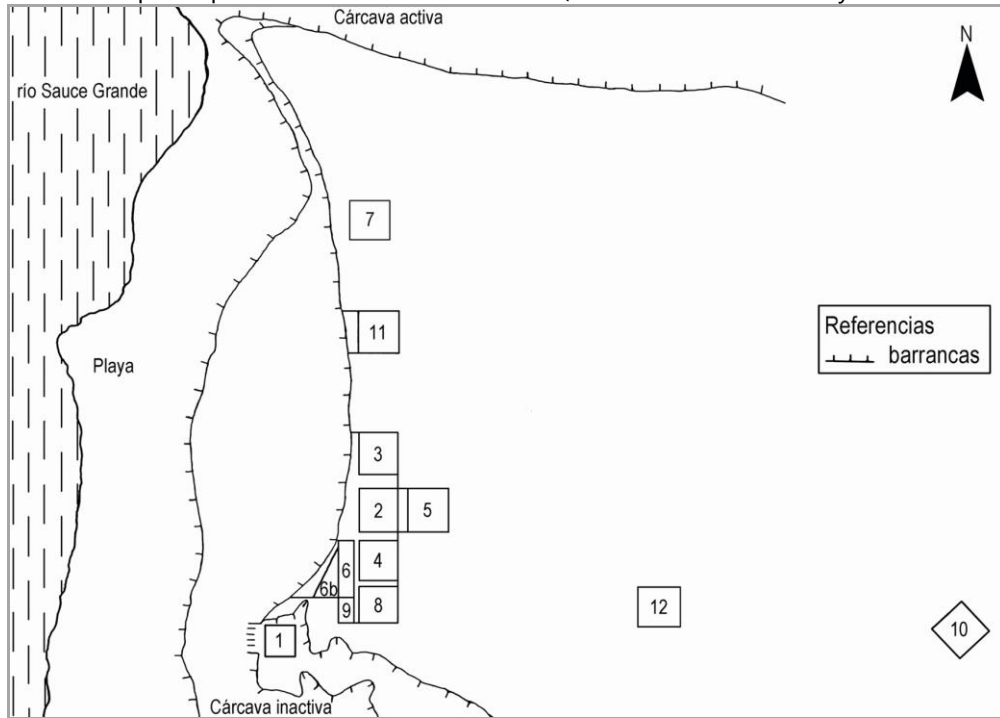 Cárcava activa
N
río Sauce Grande
7
11
Referencias
barrancas
Playa
3
2
5
6
4
6b
9
8
12
10
1
Cárcava inactiva